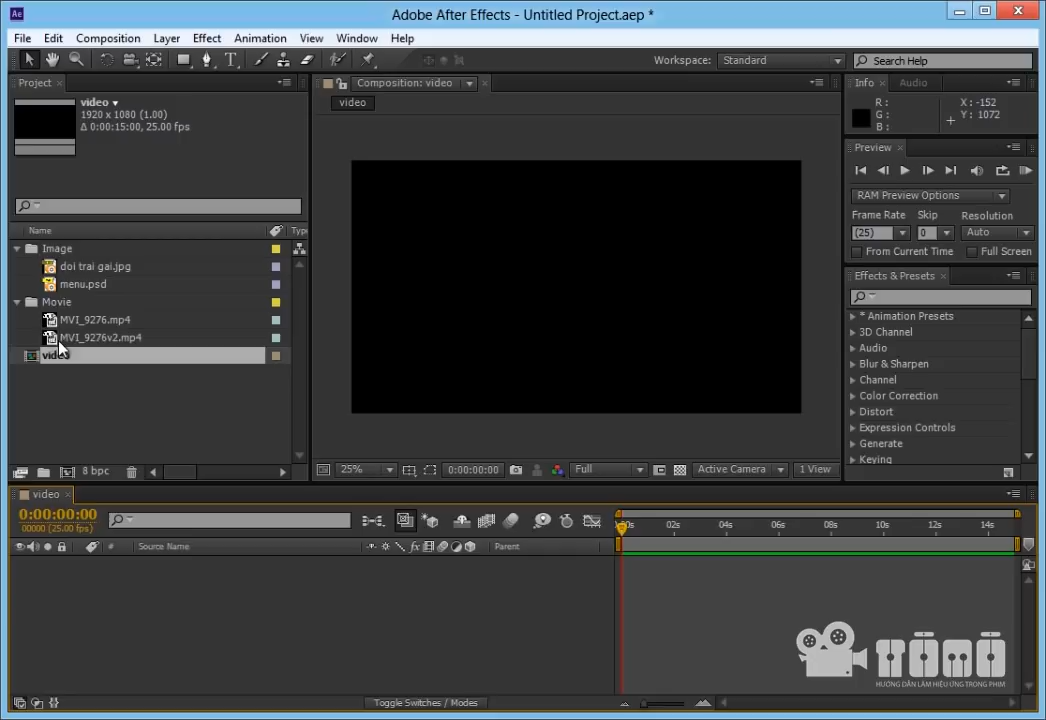 Ae
Adobe After Effects - Untitled Project.aep *
File Edit Composition Layer Effect Animation View Window Help
Workspace: Standard
Search Help
Project
video
1920 x 1080 (1.00)
Δ 0:00:15:00, 25.00 fps
Name
Image
doi trai gai.jpg
menu.psd
Movie
MVI_9276.mp4
MVI_9276v2.mp4
8 bpc
Composition: video
video
25%
0:00:00:00
Full
Active Camera
1 View
Info Audio
R :
G :
B :
X : -152
Y : 1072
Preview
RAM Preview Options
Frame Rate Skip Resolution
(25) 0 Auto
From Current Time Full Screen
Effects & Presets
* Animation Presets
3D Channel
Audio
Blur & Sharpen
Channel
Color Correction
Distort
Expression Controls
Generate
Keying
video
0:00:00:00
00000 (25.00 fps)
02s 04s 06s 08s 10s 12s 14s
# Source Name
fx
Parent
Toggle Switches / Modes
HƯỚNG DẪN LÀM HIỆU ỨNG TRONG PHIM